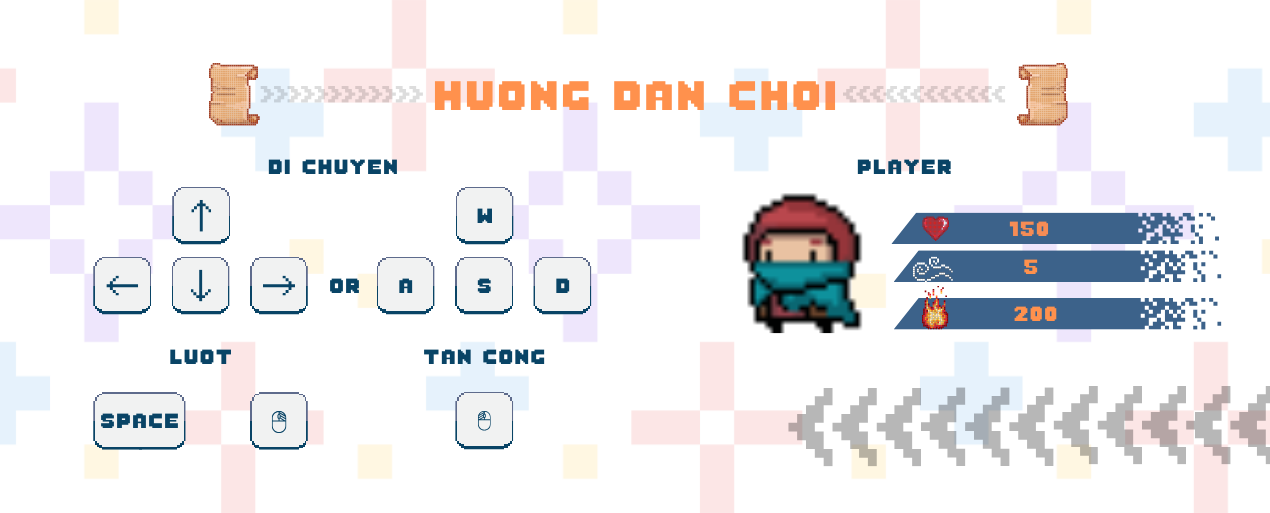 HUONG DAN CHOI
DI CHUYEN
W
OR A S D
LUOT
TAN CONG
SPACE
PLAYER
150
5
200